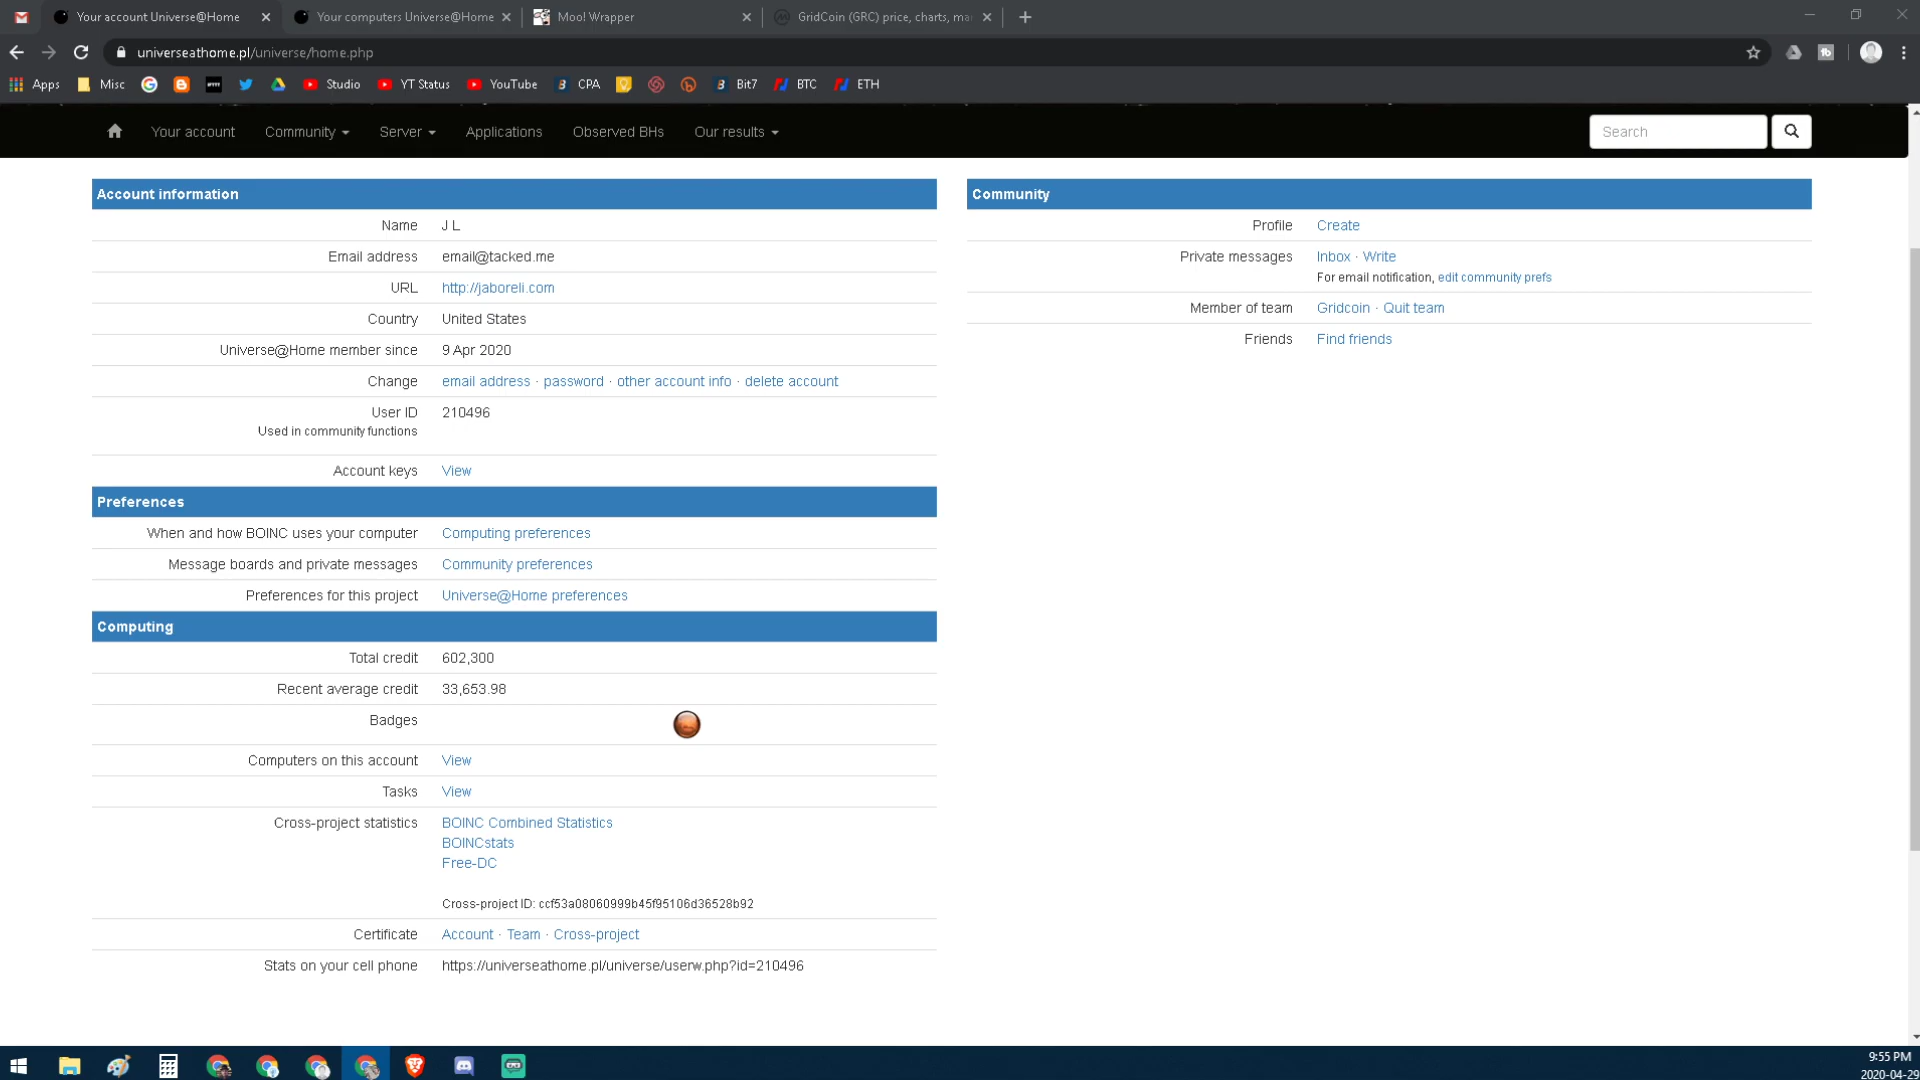 Your account Universe@Home
Your computers Universe@Home
Moo! Wrapper
GridCoin (GRC) price, charts, ma
universeathome.pl/universe/home.php
Apps
Misc
Studio
YT Status
YouTube
CPA
Bit7
BTC
ETH
Your account
Community
Server
Applications
Observed BHs
Our results
Search
Account information
Name J L
Email address email@tacked.me
URL http://jaboreli.com
Country United States
Universe@Home member since 9 Apr 2020
Change email address · password · other account info · delete account
User ID 210496
Used in community functions
Account keys View
Preferences
When and how BOINC uses your computer Computing preferences
Message boards and private messages Community preferences
Preferences for this project Universe@Home preferences
Computing
Total credit 602,300
Recent average credit 33,653.98
Badges
Computers on this account View
Tasks View
Cross-project statistics BOINC Combined Statistics
BOINCstats
Free-DC
Cross-project ID: ccf53a08060999b45f95106d36528b92
Certificate Account · Team · Cross-project
Stats on your cell phone https://universeathome.pl/universe/userw.php?id=210496
Community
Profile Create
Private messages Inbox · Write
For email notification, edit community prefs
Member of team Gridcoin · Quit team
Friends Find friends
9:55 PM
2020-04-29